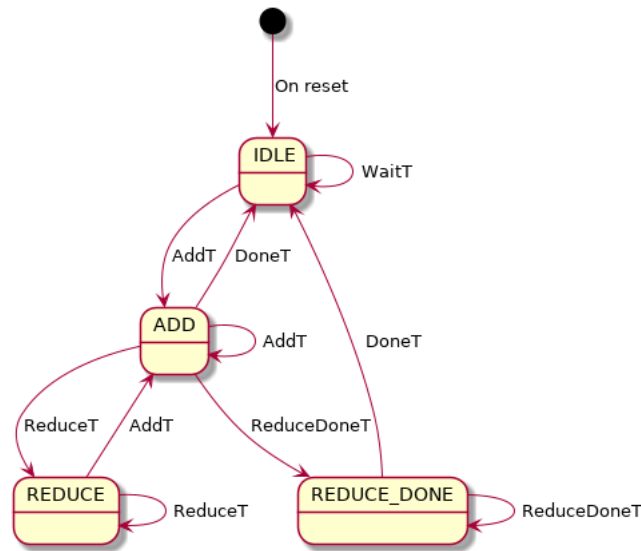 On reset
IDLE
WaitT
AddT
DoneT
ADD
AddT
DoneT
ReduceT
AddT
ReduceDoneT
REDUCE
ReduceT
REDUCE_DONE
ReduceDoneT